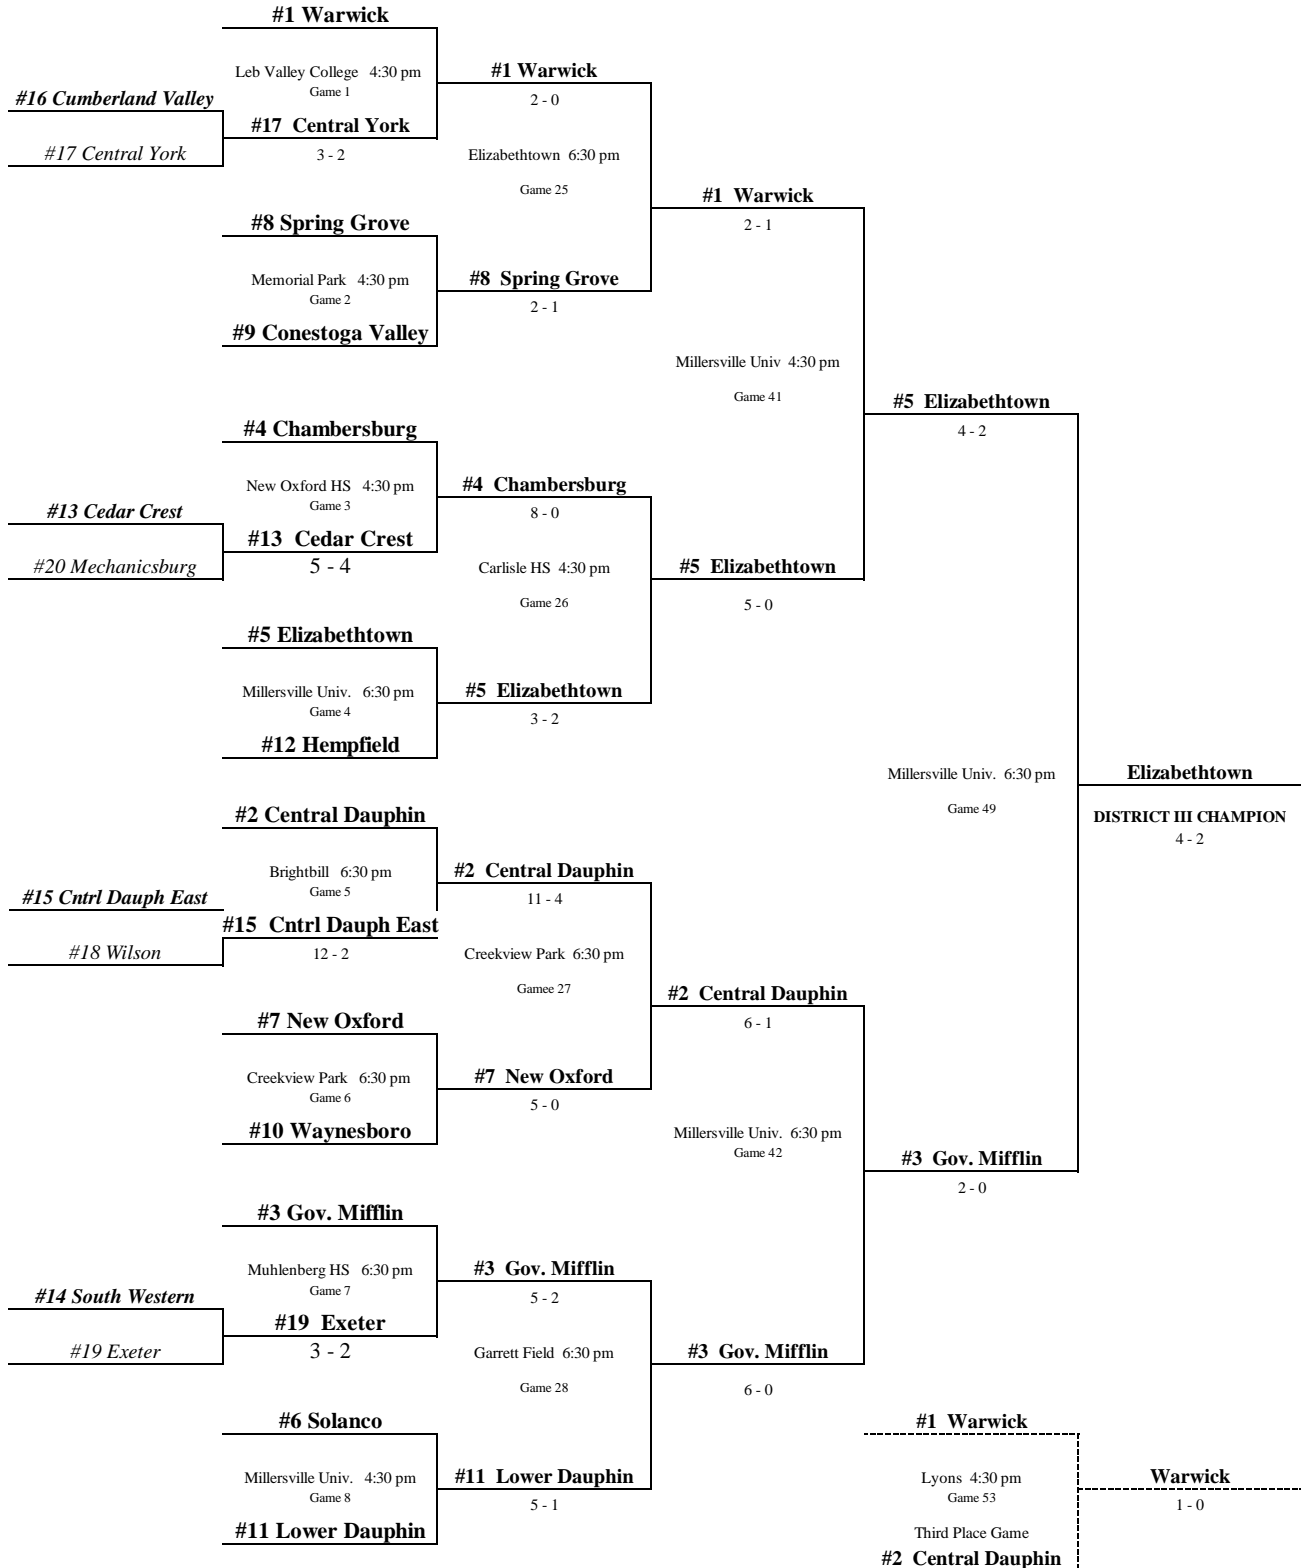 #1 Warwick
Leb Valley College 4:30 pm
#1 Warwick
Game 1
#16 Cumberland Valley
2 - 0
#17 Central York
#17 Central York
3 - 2
Elizabethtown 6:30 pm
Game 25
#1 Warwick
#8 Spring Grove
2 - 1
Memorial Park 4:30 pm
#8 Spring Grove
Game 2
2 - 1
#9 Conestoga Valley
Millersville Univ 4:30 pm
Game 41
#5 Elizabethtown
#4 Chambersburg
4 - 2
New Oxford HS 4:30 pm
#4 Chambersburg
Game 3
#13 Cedar Crest
8 - 0
#13 Cedar Crest
#20 Mechanicsburg
5 - 4
Carlisle HS 4:30 pm
#5 Elizabethtown
Game 26
5 - 0
#5 Elizabethtown
Millersville Univ. 6:30 pm
#5 Elizabethtown
Game 4
3 - 2
#12 Hempfield
Millersville Univ. 6:30 pm
Elizabethtown
Game 49
#2 Central Dauphin
DISTRICT III CHAMPION
4 - 2
Brightbill 6:30 pm
#2 Central Dauphin
Game 5
#15 Cntrl Dauph East
11 - 4
#15 Cntrl Dauph East
#18 Wilson
12 - 2
Creekview Park 6:30 pm
Gamee 27
#2 Central Dauphin
#7 New Oxford
6 - 1
Creekview Park 6:30 pm
#7 New Oxford
Game 6
5 - 0
#10 Waynesboro
Millersville Univ. 6:30 pm
Game 42
#3 Gov. Mifflin
2 - 0
#3 Gov. Mifflin
Muhlenberg HS 6:30 pm
#3 Gov. Mifflin
Game 7
#14 South Western
5 - 2
#19 Exeter
#19 Exeter
3 - 2
Garrett Field 6:30 pm
#3 Gov. Mifflin
Game 28
6 - 0
#6 Solanco
#1 Warwick
Millersville Univ. 4:30 pm
#11 Lower Dauphin
Lyons 4:30 pm
Warwick
Game 8
Game 53
5 - 1
1 - 0
#11 Lower Dauphin
Third Place Game
#2 Central Dauphin